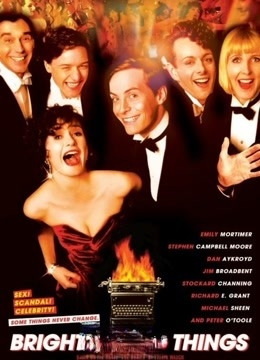 EMILY MORTIMER
STEPHEN CAMPBELL MOORE
DAN AYKROYD
JIM BROADBENT
STOCKARD CHANNING
RICHARD E. GRANT
MICHAEL SHEEN
AND PETER O'TOOLE
SEX!
SCANDAL!
CELEBRITY!
SOME THINGS NEVER CHANGE.
BRIGHT THINGS